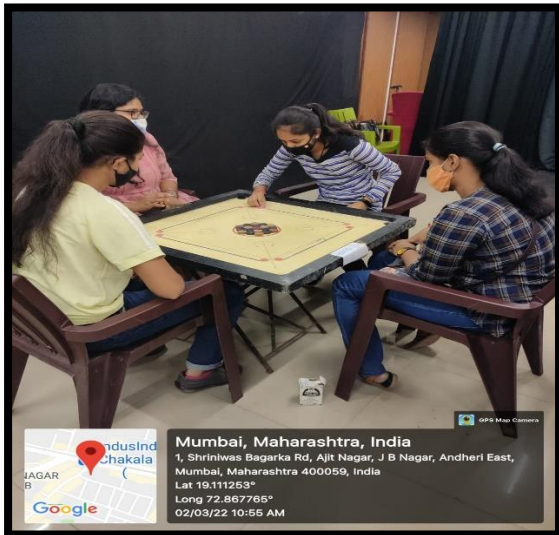 GPS Map Camera
ndusInd
Chakala
NAGAR
B
Google
Mumbai, Maharashtra, India
1, Shriniwas Bagarka Rd, Ajit Nagar, J B Nagar, Andheri East,
Mumbai, Maharashtra 400059, India
Lat 19.111253°
Long 72.867765°
02/03/22 10:55 AM